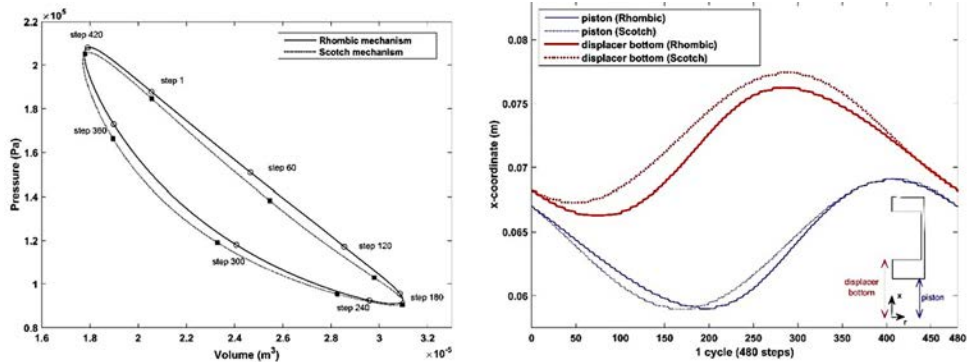 2.2 x 10^5
2
1.8
1.6
1.4
1.2
1
0.8
1.6 1.8 2 2.2 2.4 2.6 2.8 3 3.2
x 10^-5
Pressure (Pa)
Volume (m^3)
Rhombic mechanism
Scotch mechanism
step 420
step 1
step 360
step 60
step 120
step 300
step 240
step 180
0.08
0.075
0.07
0.065
0.06
0 50 100 150 200 250 300 350 400 450 480
x-coordinate (m)
1 cycle (480 steps)
piston (Rhombic)
piston (Scotch)
displacer bottom (Rhombic)
displacer bottom (Scotch)
displacer
bottom
x
r
piston